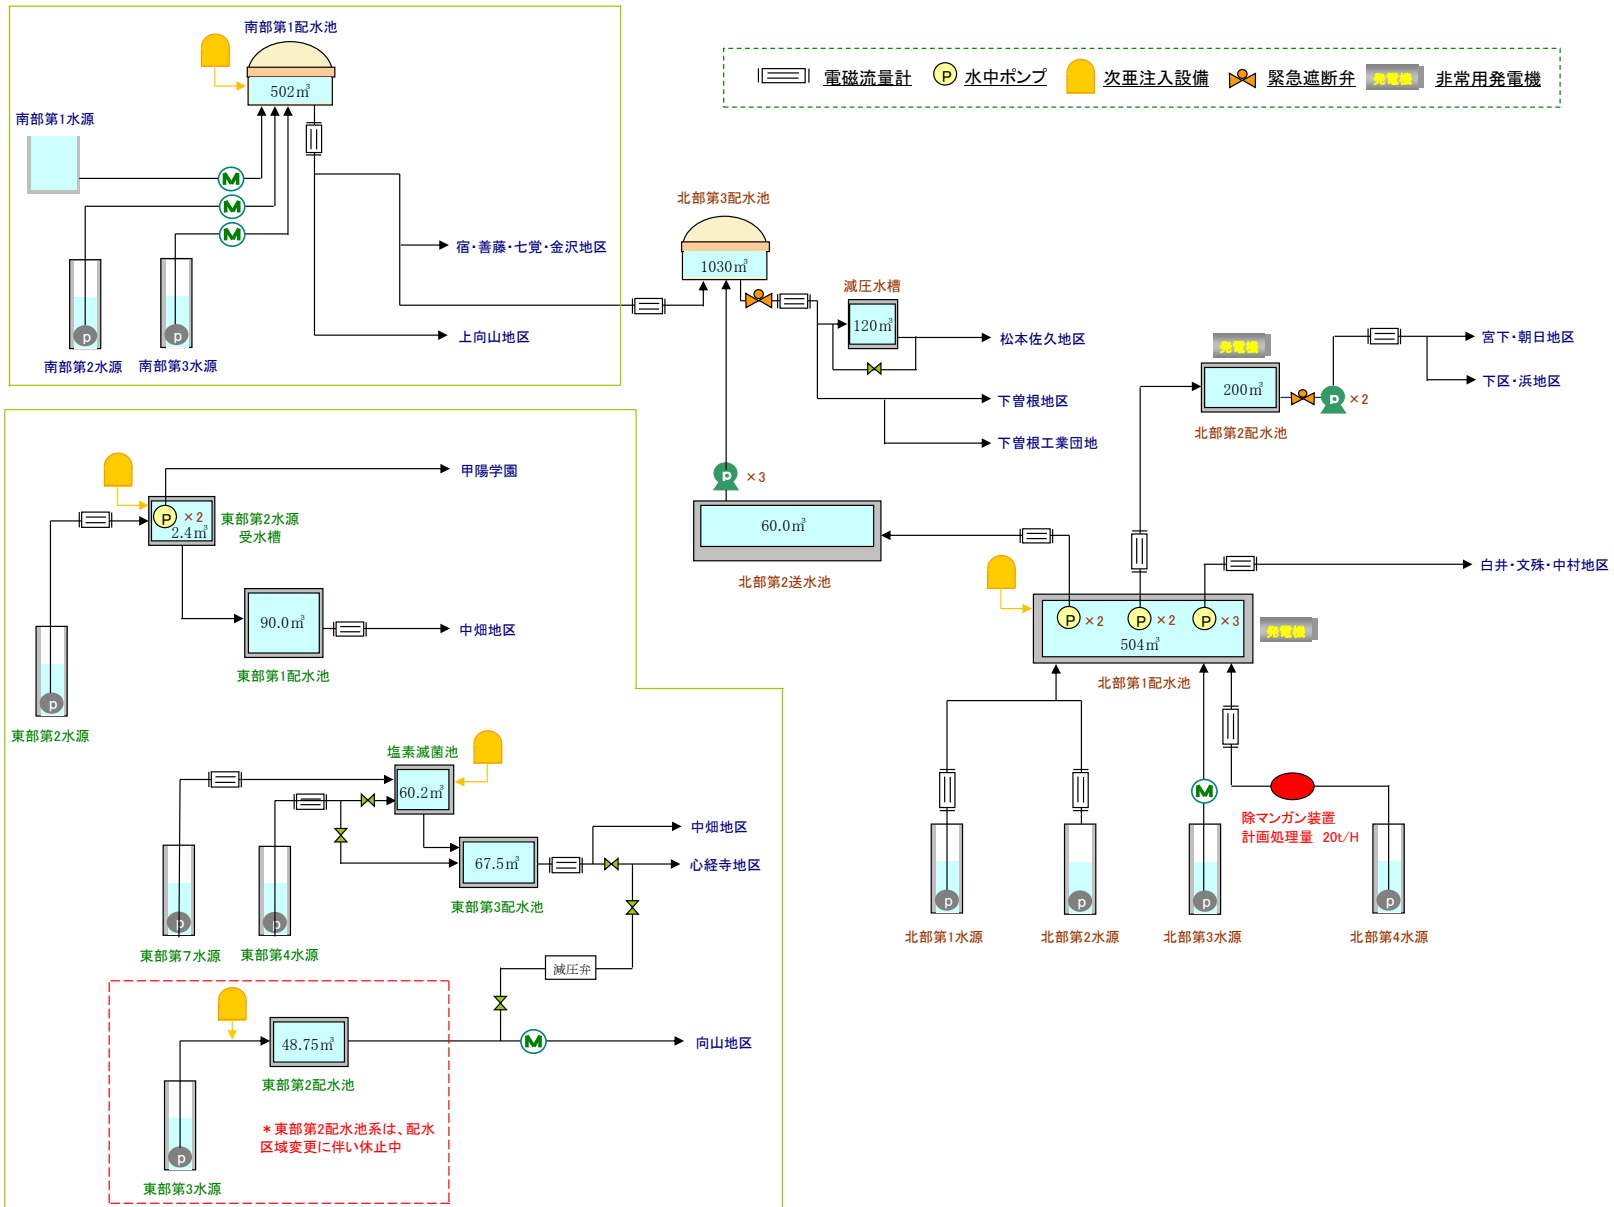 南部第1配水池
502㎥
南部第1水源
M
M
M
p
p
南部第2水源
南部第3水源
宿・善藤・七覚・金沢地区
上向山地区
電磁流量計
P
水中ポンプ
次亜注入設備
緊急遮断弁
発電機
非常用発電機
北部第3配水池
1030㎥
減圧水槽
120㎥
松本佐久地区
下曽根地区
下曽根工業団地
p
×3
60.0㎥
北部第2送水池
発電機
200㎥
北部第2配水池
p
×2
宮下・朝日地区
下区・浜地区
白井・文殊・中村地区
P
×2
P
×2
P
×3
504㎥
発電機
北部第1配水池
M
除マンガン装置
計画処理量 20t/H
p
p
p
p
北部第1水源
北部第2水源
北部第3水源
北部第4水源
甲陽学園
P
×2
2.4㎥
東部第2水源
受水槽
90.0㎥
中畑地区
東部第1配水池
p
東部第2水源
塩素滅菌池
60.2㎥
中畑地区
67.5㎥
心経寺地区
東部第3配水池
p
p
東部第7水源
東部第4水源
減圧弁
48.75㎥
M
向山地区
東部第2配水池
＊東部第2配水池系は、配水
区域変更に伴い休止中
p
東部第3水源